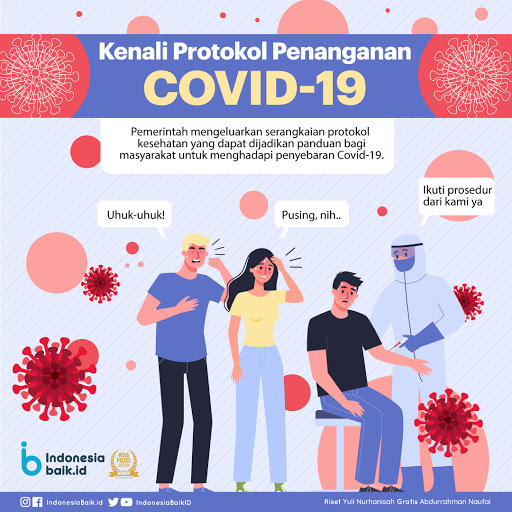 Kenali Protokol Penanganan
COVID-19
Pemerintah mengeluarkan serangkaian protokol
kesehatan yang dapat dijadikan panduan bagi
masyarakat untuk menghadapi penyebaran Covid-19.
Ikuti prosedur
dari kami ya
Uhuk-uhuk!
Pusing, nih..
Indonesia
baik.id
IndonesiaBaik.id
IndonesiaBaikID
Riset Yuli Nurhanisah Grafis Abdurrahman Naufal